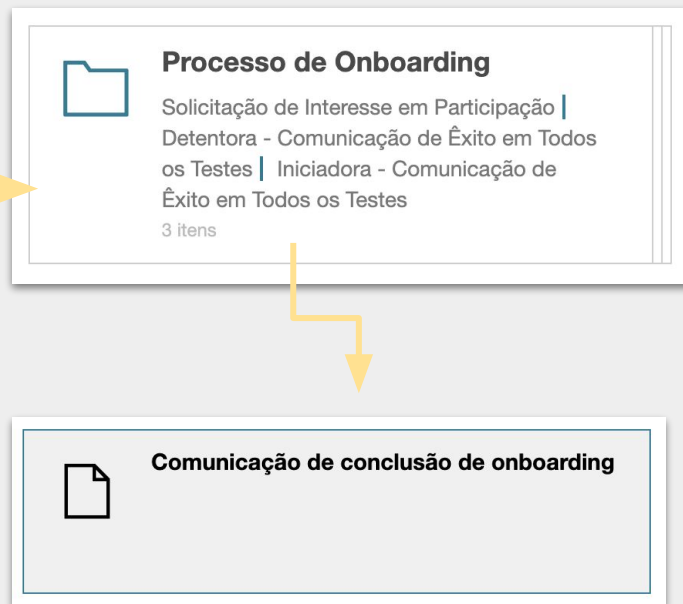 Processo de Onboarding
Solicitação de Interesse em Participação |
Detentora - Comunicação de Êxito em Todos
os Testes | Iniciadora - Comunicação de
Êxito em Todos os Testes
3 itens
Comunicação de conclusão de onboarding